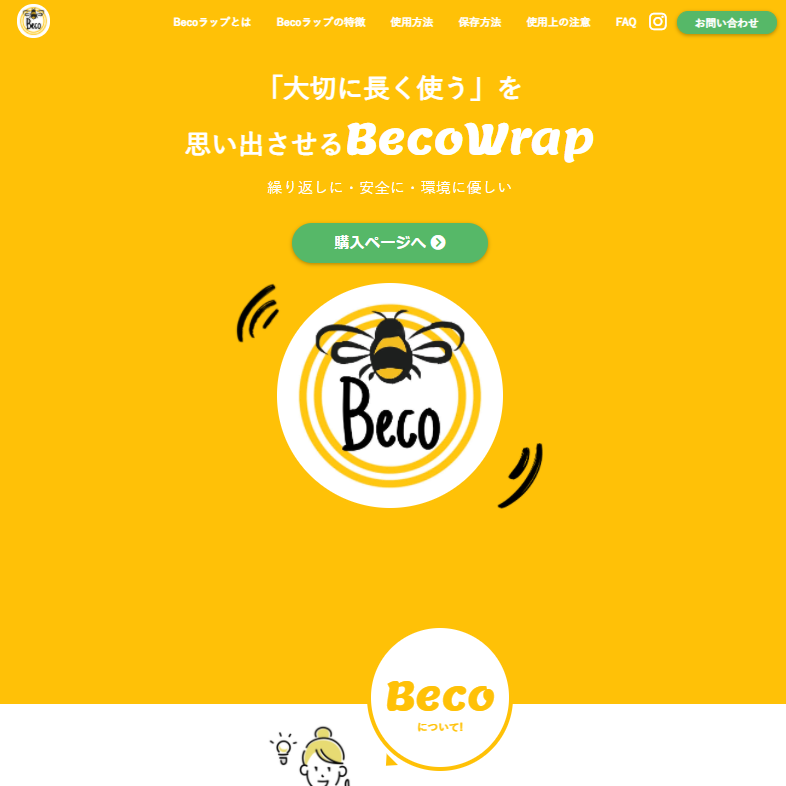 Beco
Becoラップとは Becoラップの特徴 使用方法 保存方法 使用上の注意 FAQ お問い合わせ
「大切に長く使う」を
思い出させるBecoWrap
繰り返しに・安全に・環境に優しい
購入ページへ
Beco
Beco
について!